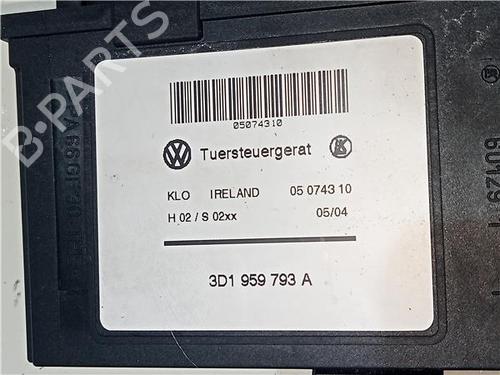 05074310
Tuersteuergerat
KLO IRELAND 05 0743 10
H 02 / S 02xx 05/04
3D1 959 793 A
B-PARTS